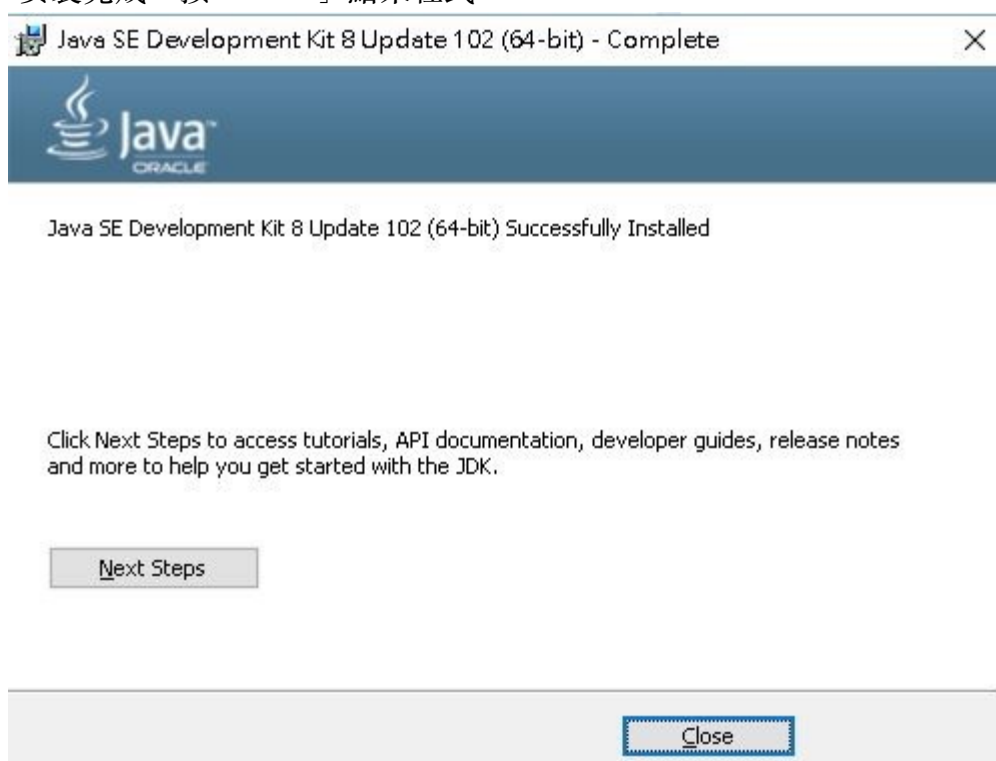 Java SE Development Kit 8 Update 102 (64-bit) - Complete
Java™
ORACLE
Java SE Development Kit 8 Update 102 (64-bit) Successfully Installed
Click Next Steps to access tutorials, API documentation, developer guides, release notes
and more to help you get started with the JDK.
Next Steps
Close